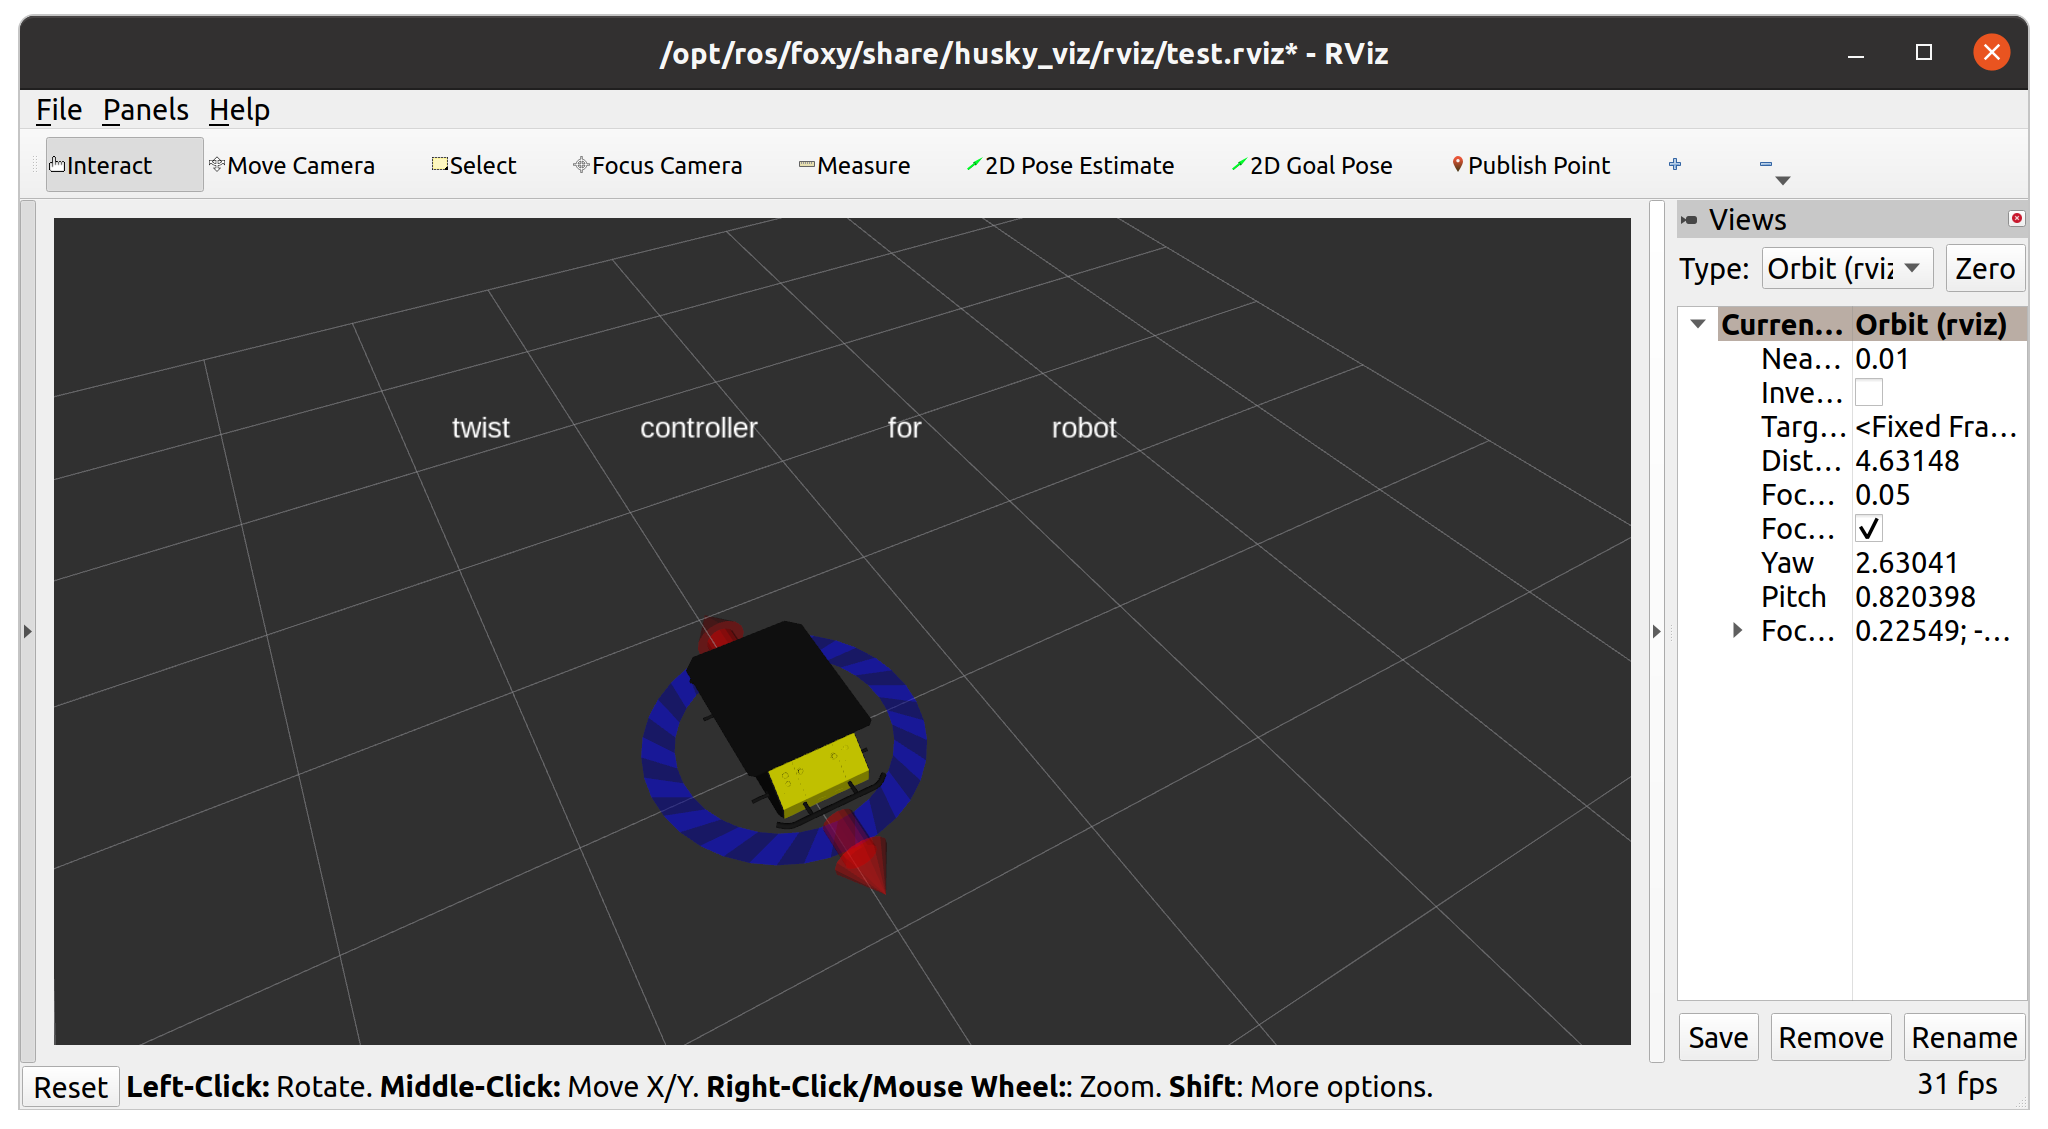 /opt/ros/foxy/share/husky_viz/rviz/test.rviz* - RViz
File Panels Help
Interact Move Camera Select Focus Camera Measure 2D Pose Estimate 2D Goal Pose Publish Point
Views
Type: Orbit (rviz Zero
Curren... Orbit (rviz)
Nea... 0.01
Inve...
Targ... <Fixed Fra...
Dist... 4.63148
Foc... 0.05
Foc...
Yaw 2.63041
Pitch 0.820398
Foc... 0.22549; -...
twist controller for robot
Save Remove Rename
Reset Left-Click: Rotate. Middle-Click: Move X/Y. Right-Click/Mouse Wheel:: Zoom. Shift: More options. 31 fps